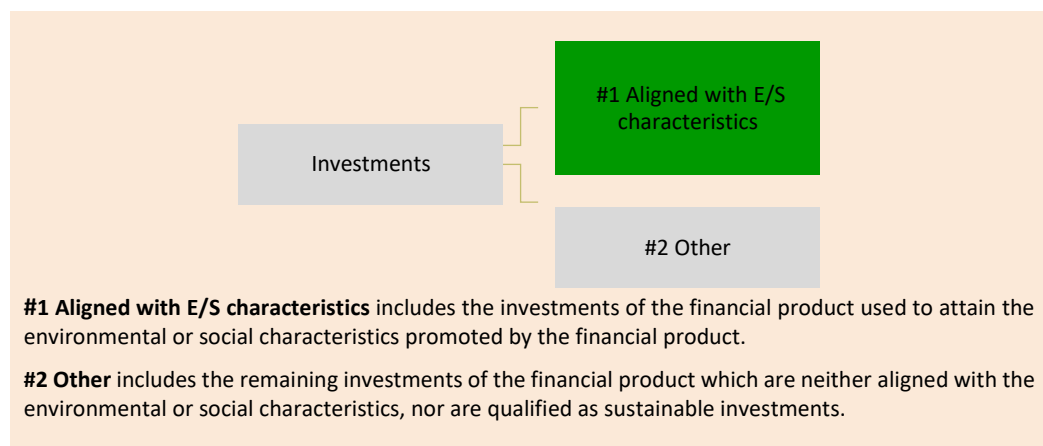 #1 Aligned with E/S
characteristics
Investments
#2 Other
#1 Aligned with E/S characteristics includes the investments of the financial product used to attain the
environmental or social characteristics promoted by the financial product.
#2 Other includes the remaining investments of the financial product which are neither aligned with the
environmental or social characteristics, nor are qualified as sustainable investments.